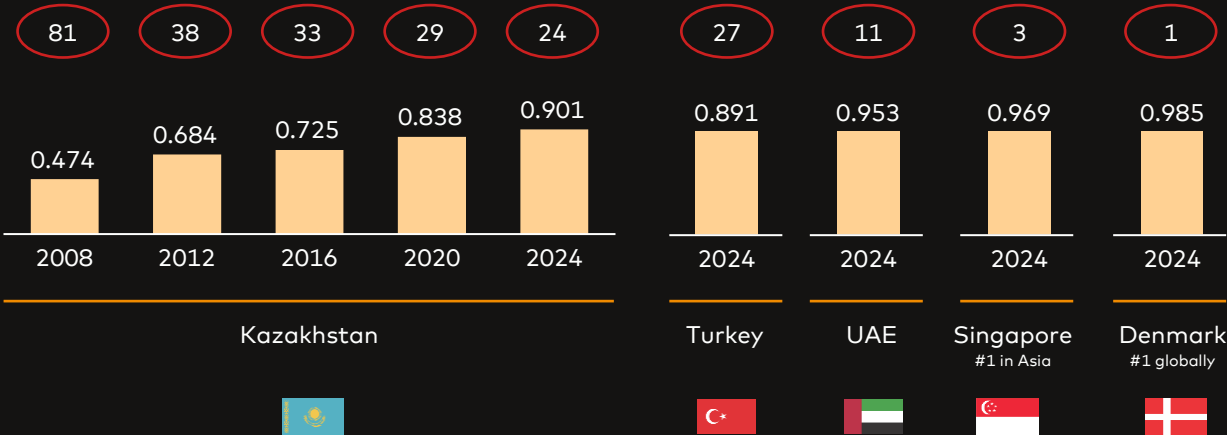 81 38 33 29 24 27 11 3 1
0.474 0.684 0.725 0.838 0.901 0.891 0.953 0.969 0.985
2008 2012 2016 2020 2024 2024 2024 2024 2024
Kazakhstan Turkey UAE Singapore Denmark
#1 in Asia #1 globally